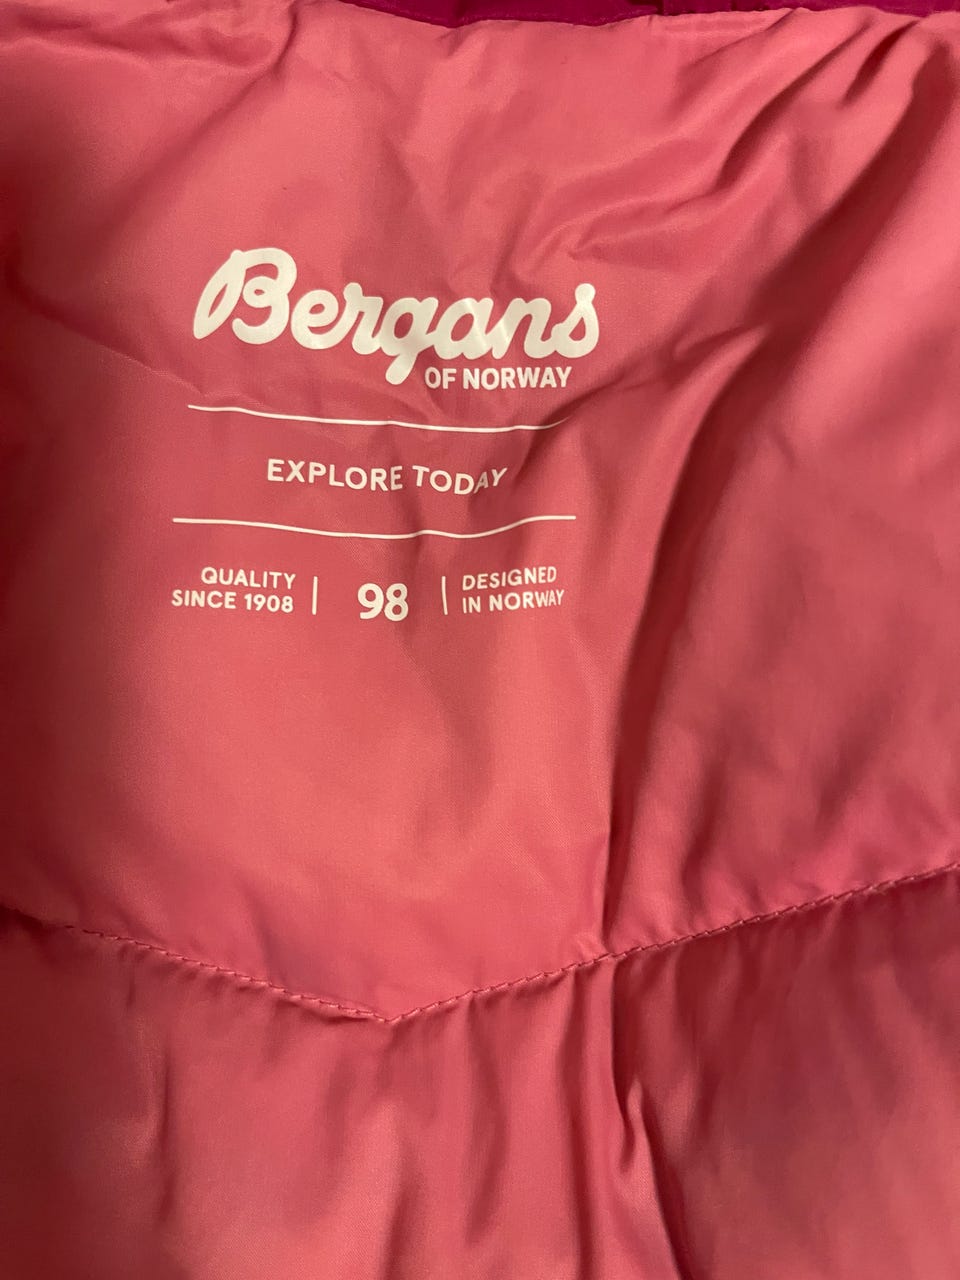 Bergans
OF NORWAY
EXPLORE TODAY
QUALITY
SINCE 1908
98
DESIGNED
IN NORWAY